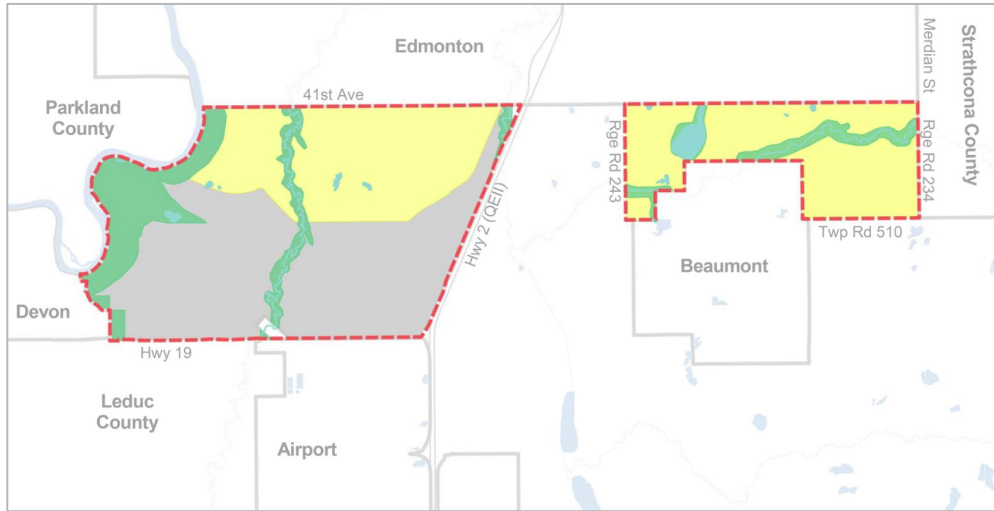 Edmonton
41st Ave
Parkland
County
Merdian St
Strathcona County
Rge Rd 243
Rge Rd 234
Hwy 2 (QEII)
Twp Rd 510
Beaumont
Devon
Hwy 19
Leduc
County
Airport